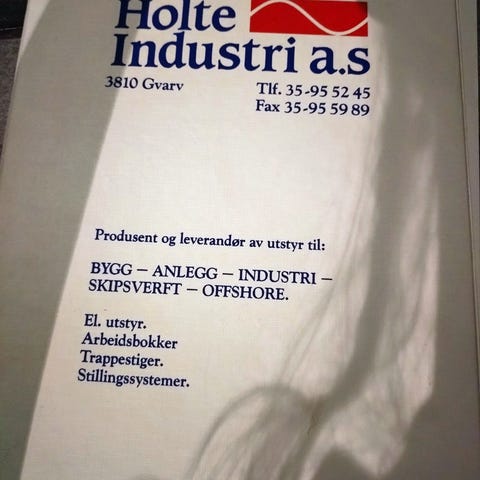 Holte
Industri a.s
3810 Gvarv
Tlf. 35-95 52 45
Fax 35-95 59 89
Produsent og leverandør av utstyr til:
BYGG – ANLEGG – INDUSTRI –
SKIPSVERFT – OFFSHORE.
El. utstyr.
Arbeidsbokker
Trappestiger.
Stillingssystemer.